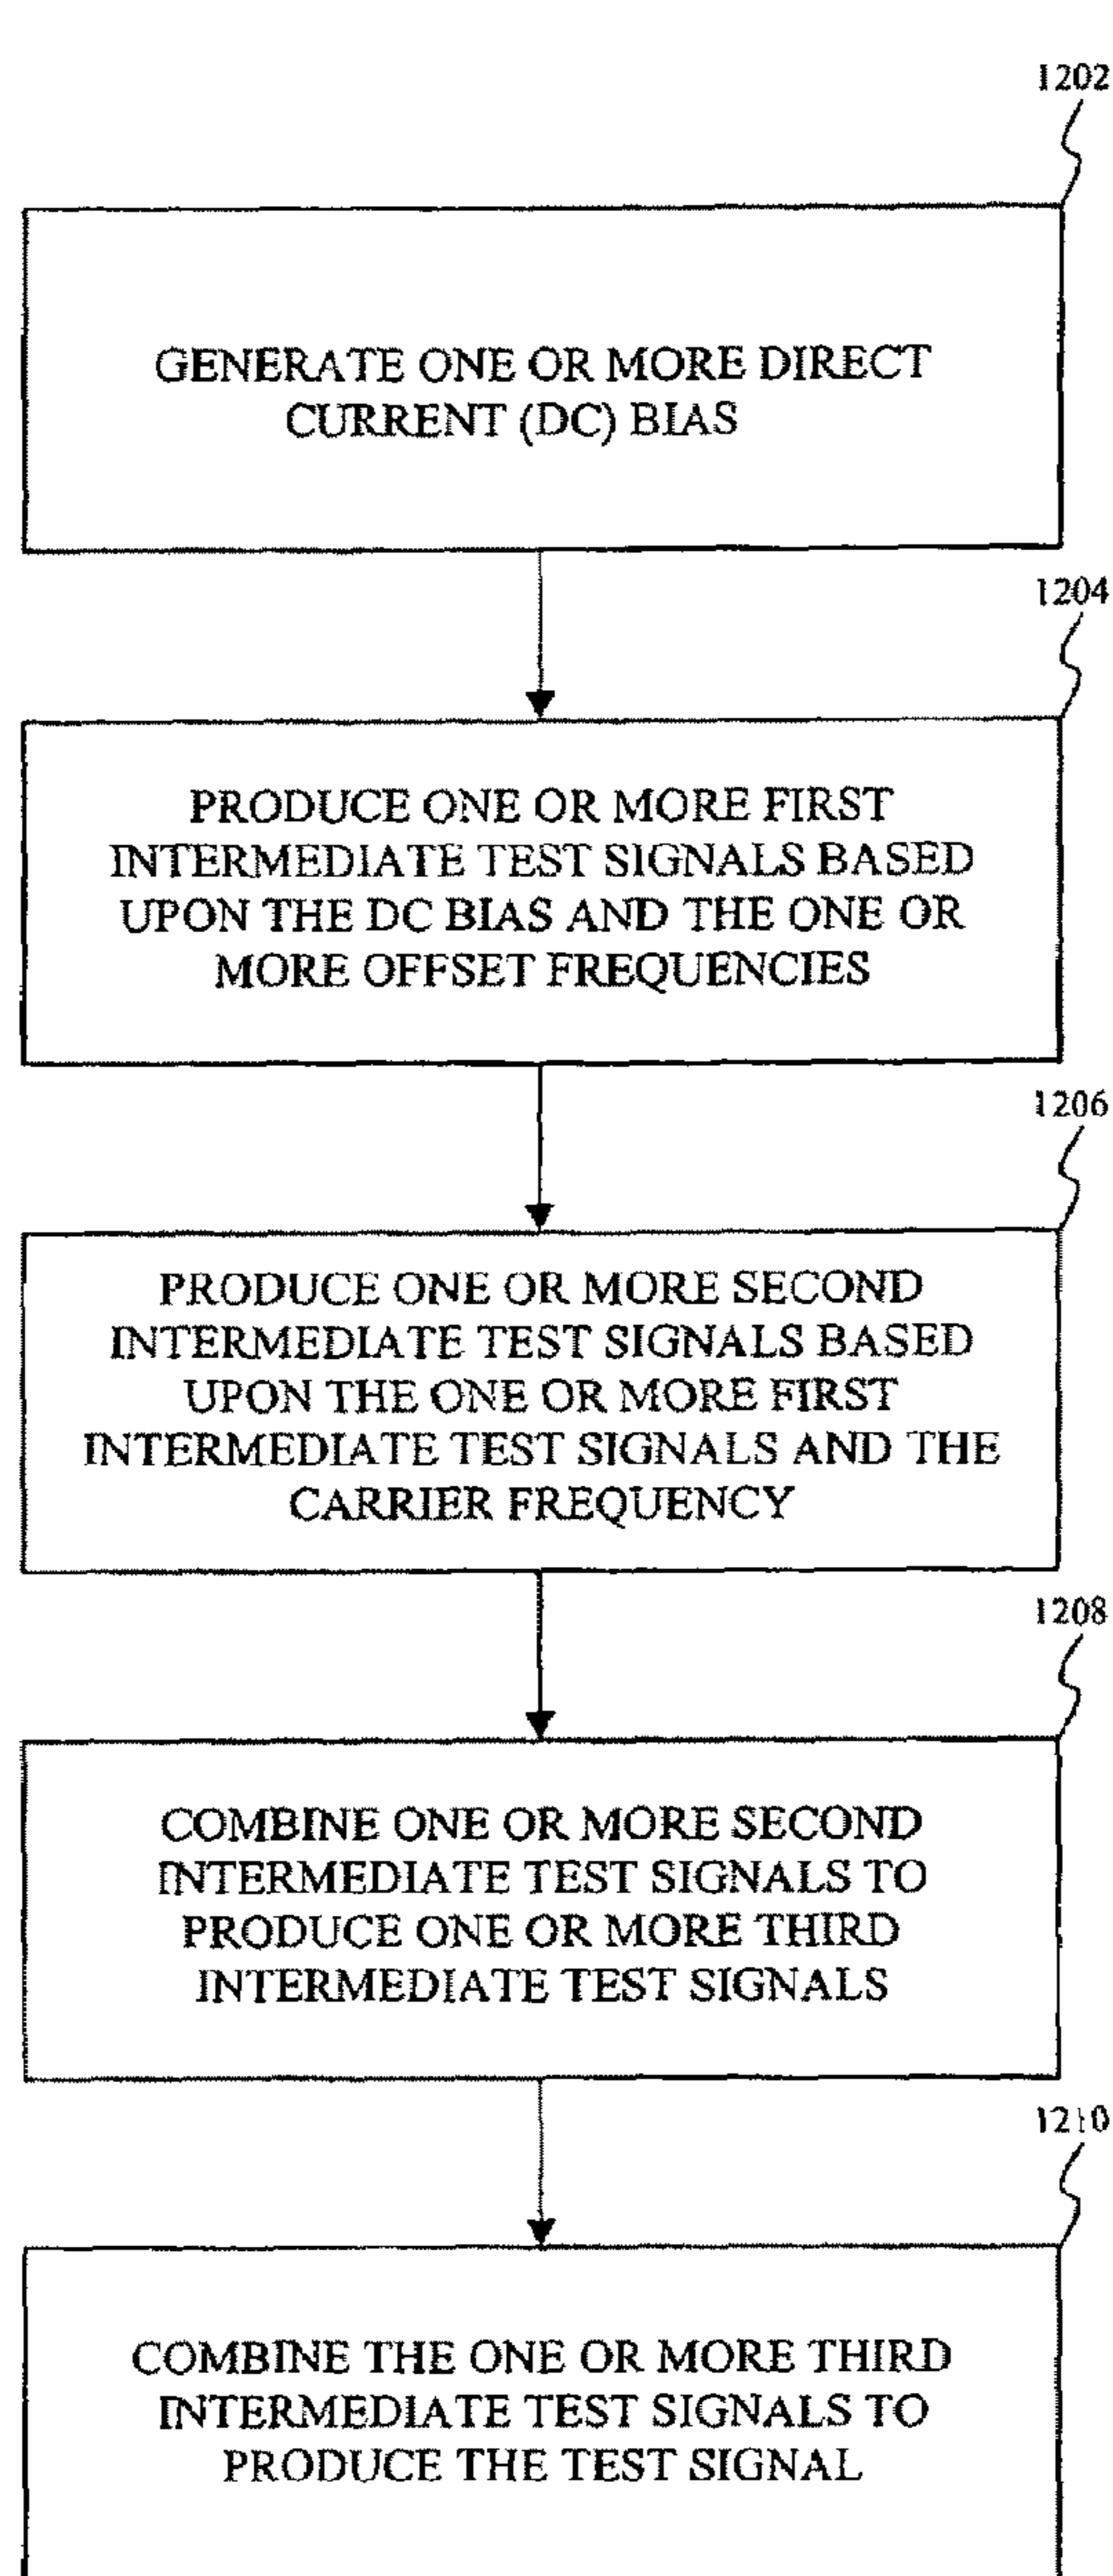 1202
GENERATE ONE OR MORE DIRECT
CURRENT (DC) BIAS
1204
PRODUCE ONE OR MORE FIRST
INTERMEDIATE TEST SIGNALS BASED
UPON THE DC BIAS AND THE ONE OR
MORE OFFSET FREQUENCIES
1206
PRODUCE ONE OR MORE SECOND
INTERMEDIATE TEST SIGNALS BASED
UPON THE ONE OR MORE FIRST
INTERMEDIATE TEST SIGNALS AND THE
CARRIER FREQUENCY
1208
COMBINE ONE OR MORE SECOND
INTERMEDIATE TEST SIGNALS TO
PRODUCE ONE OR MORE THIRD
INTERMEDIATE TEST SIGNALS
1210
COMBINE THE ONE OR MORE THIRD
INTERMEDIATE TEST SIGNALS TO
PRODUCE THE TEST SIGNAL